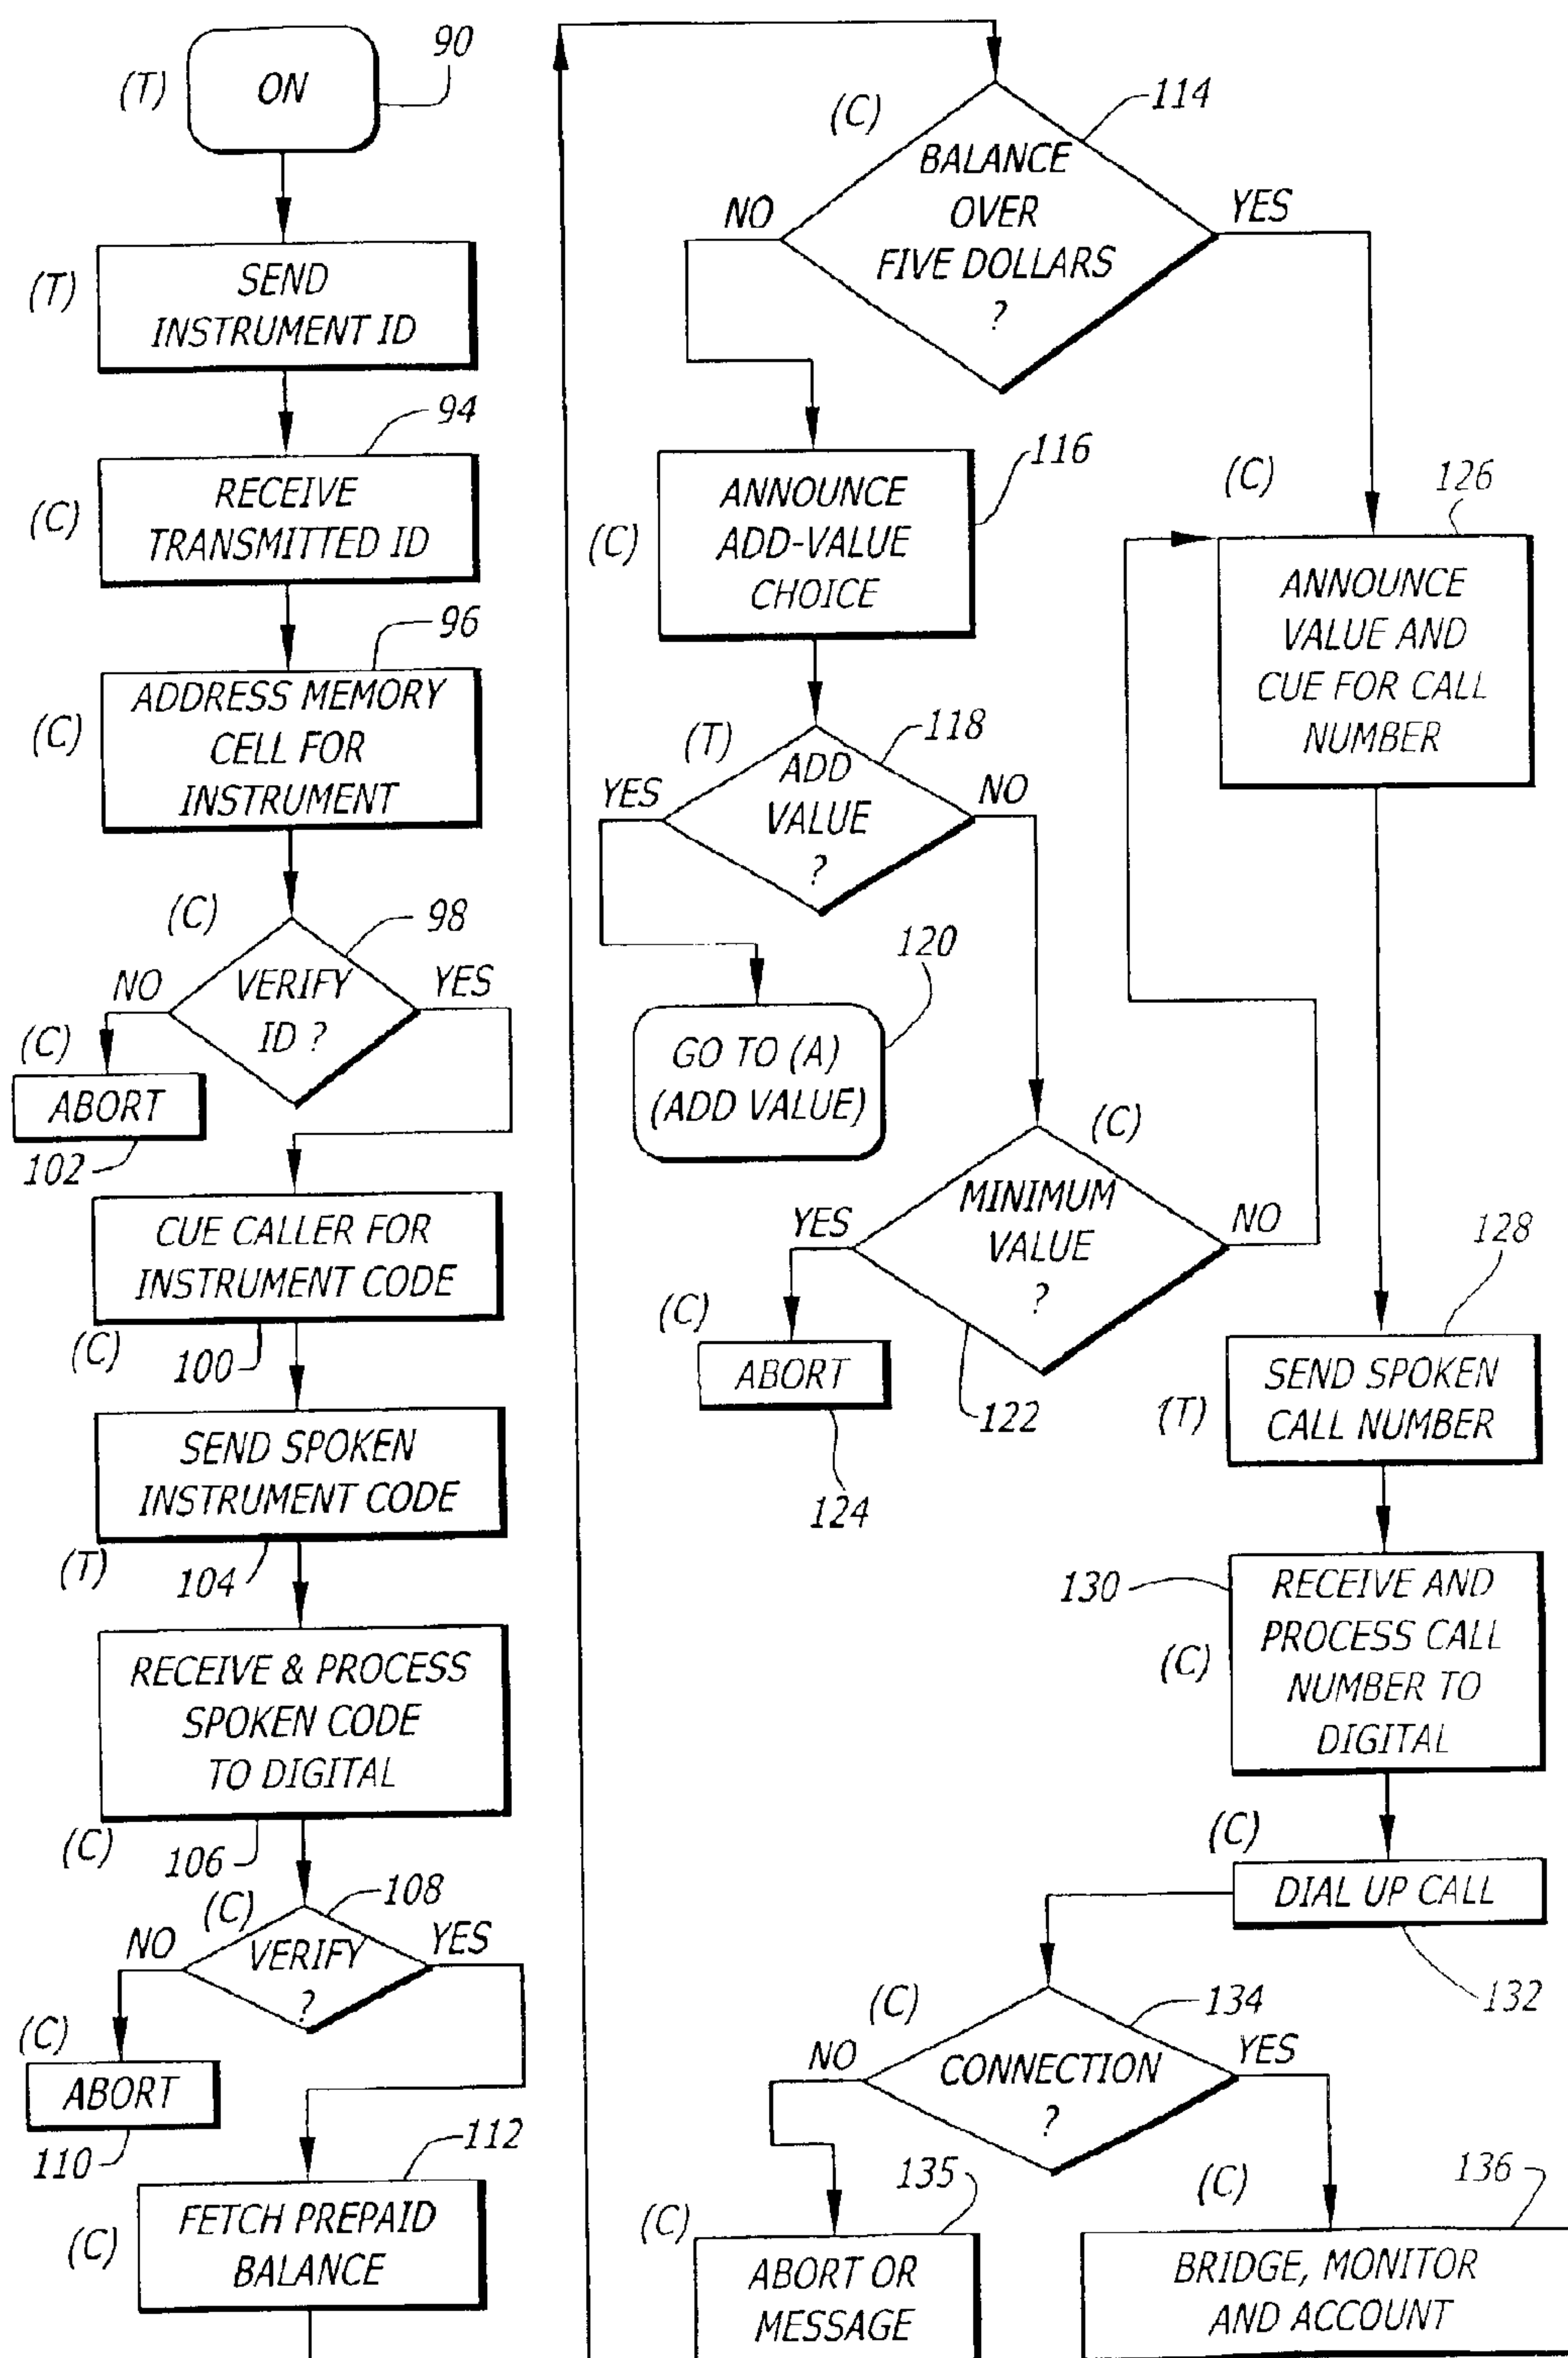 90
(T)
ON
(T)
SEND
INSTRUMENT ID
94
(C)
RECEIVE
TRANSMITTED ID
96
(C)
ADDRESS MEMORY
CELL FOR
INSTRUMENT
(C)
98
NO
VERIFY
ID ?
YES
(C)
ABORT
102
CUE CALLER FOR
INSTRUMENT CODE
(C)
100
SEND SPOKEN
INSTRUMENT CODE
(T)
104
RECEIVE & PROCESS
SPOKEN CODE
TO DIGITAL
(C)
106
108
(C)
NO
VERIFY
?
YES
(C)
ABORT
110
112
(C)
FETCH PREPAID
BALANCE
114
(C)
BALANCE
OVER
FIVE DOLLARS
?
NO
YES
116
(C)
ANNOUNCE
ADD-VALUE
CHOICE
118
(T)
ADD
VALUE
?
YES
NO
120
GO TO (A)
(ADD VALUE)
(C)
MINIMUM
VALUE
?
YES
NO
122
(C)
ABORT
124
(C)
126
ANNOUNCE
VALUE AND
CUE FOR CALL
NUMBER
128
(T)
SEND SPOKEN
CALL NUMBER
130
(C)
RECEIVE AND
PROCESS CALL
NUMBER TO
DIGITAL
(C)
DIAL UP CALL
132
(C)
134
NO
CONNECTION
?
YES
135
(C)
ABORT OR
MESSAGE
136
(C)
BRIDGE, MONITOR
AND ACCOUNT